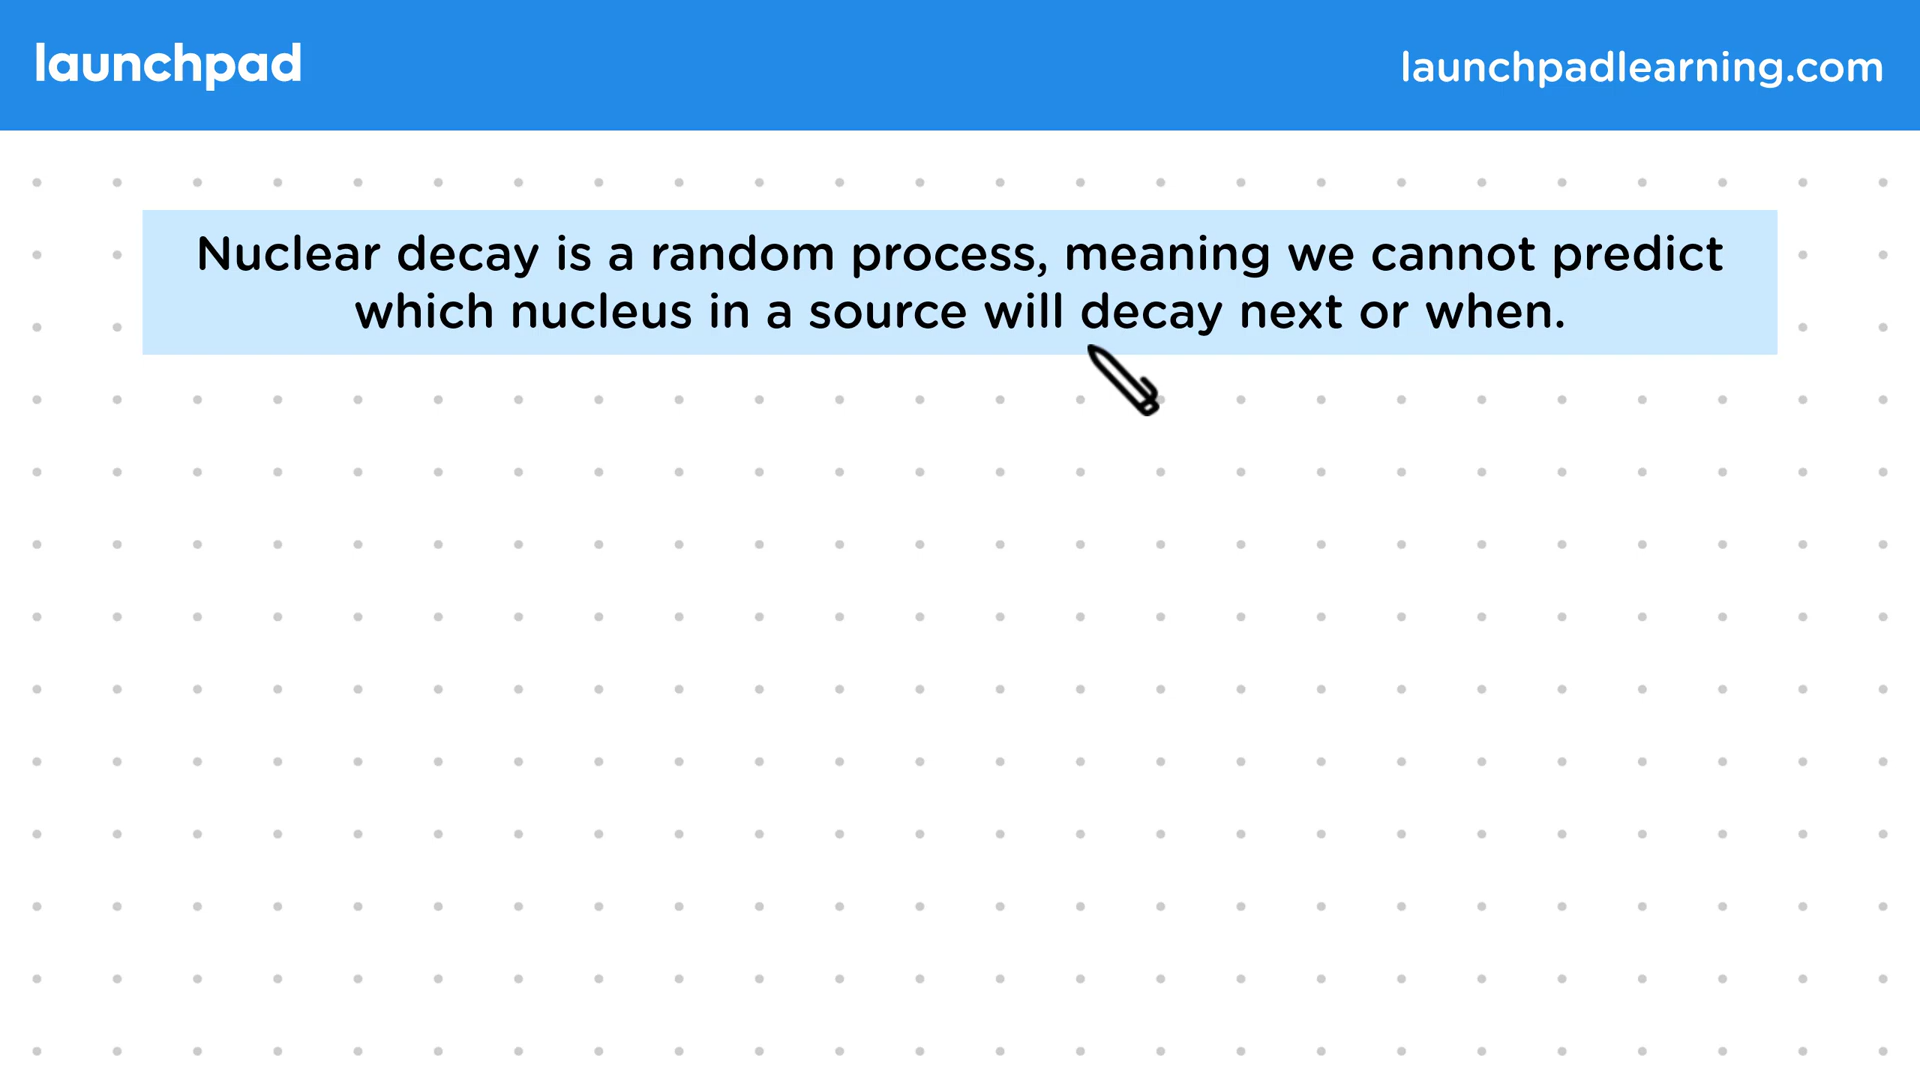 launchpad
launchpadlearning.com
Nuclear decay is a random process, meaning we cannot predict
which nucleus in a source will decay next or when.